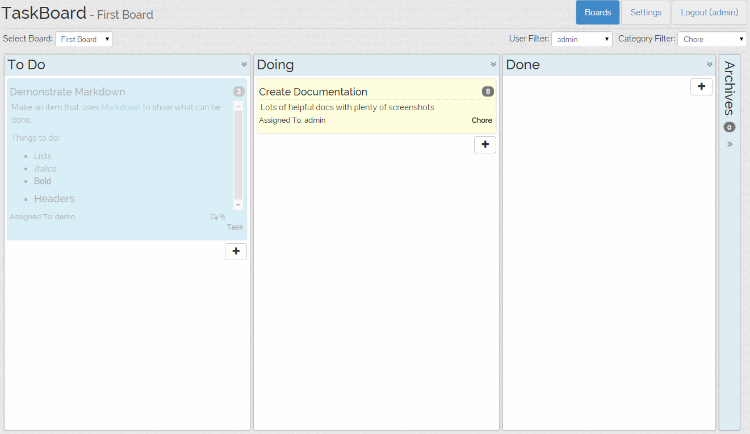 TaskBoard - First Board
Boards
Settings
Logout (admin)
Select Board:
First Board
User Filter:
admin
Category Filter:
Chore
To Do
Demonstrate Markdown
3
Make an item that uses Markdown to show what can be
done.
Things to do:
Lists
Italics
Bold
Headers
Assigned To: demo
Task
Doing
Create Documentation
8
Lots of helpful docs with plenty of screenshots.
Assigned To: admin
Chore
Done
Archives
0